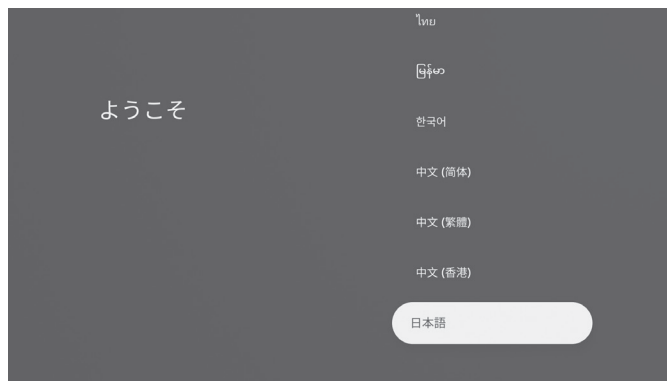 ようこそ
ไทย
မြန်မာ
한국어
中文 (简体)
中文 (繁體)
中文 (香港)
日本語